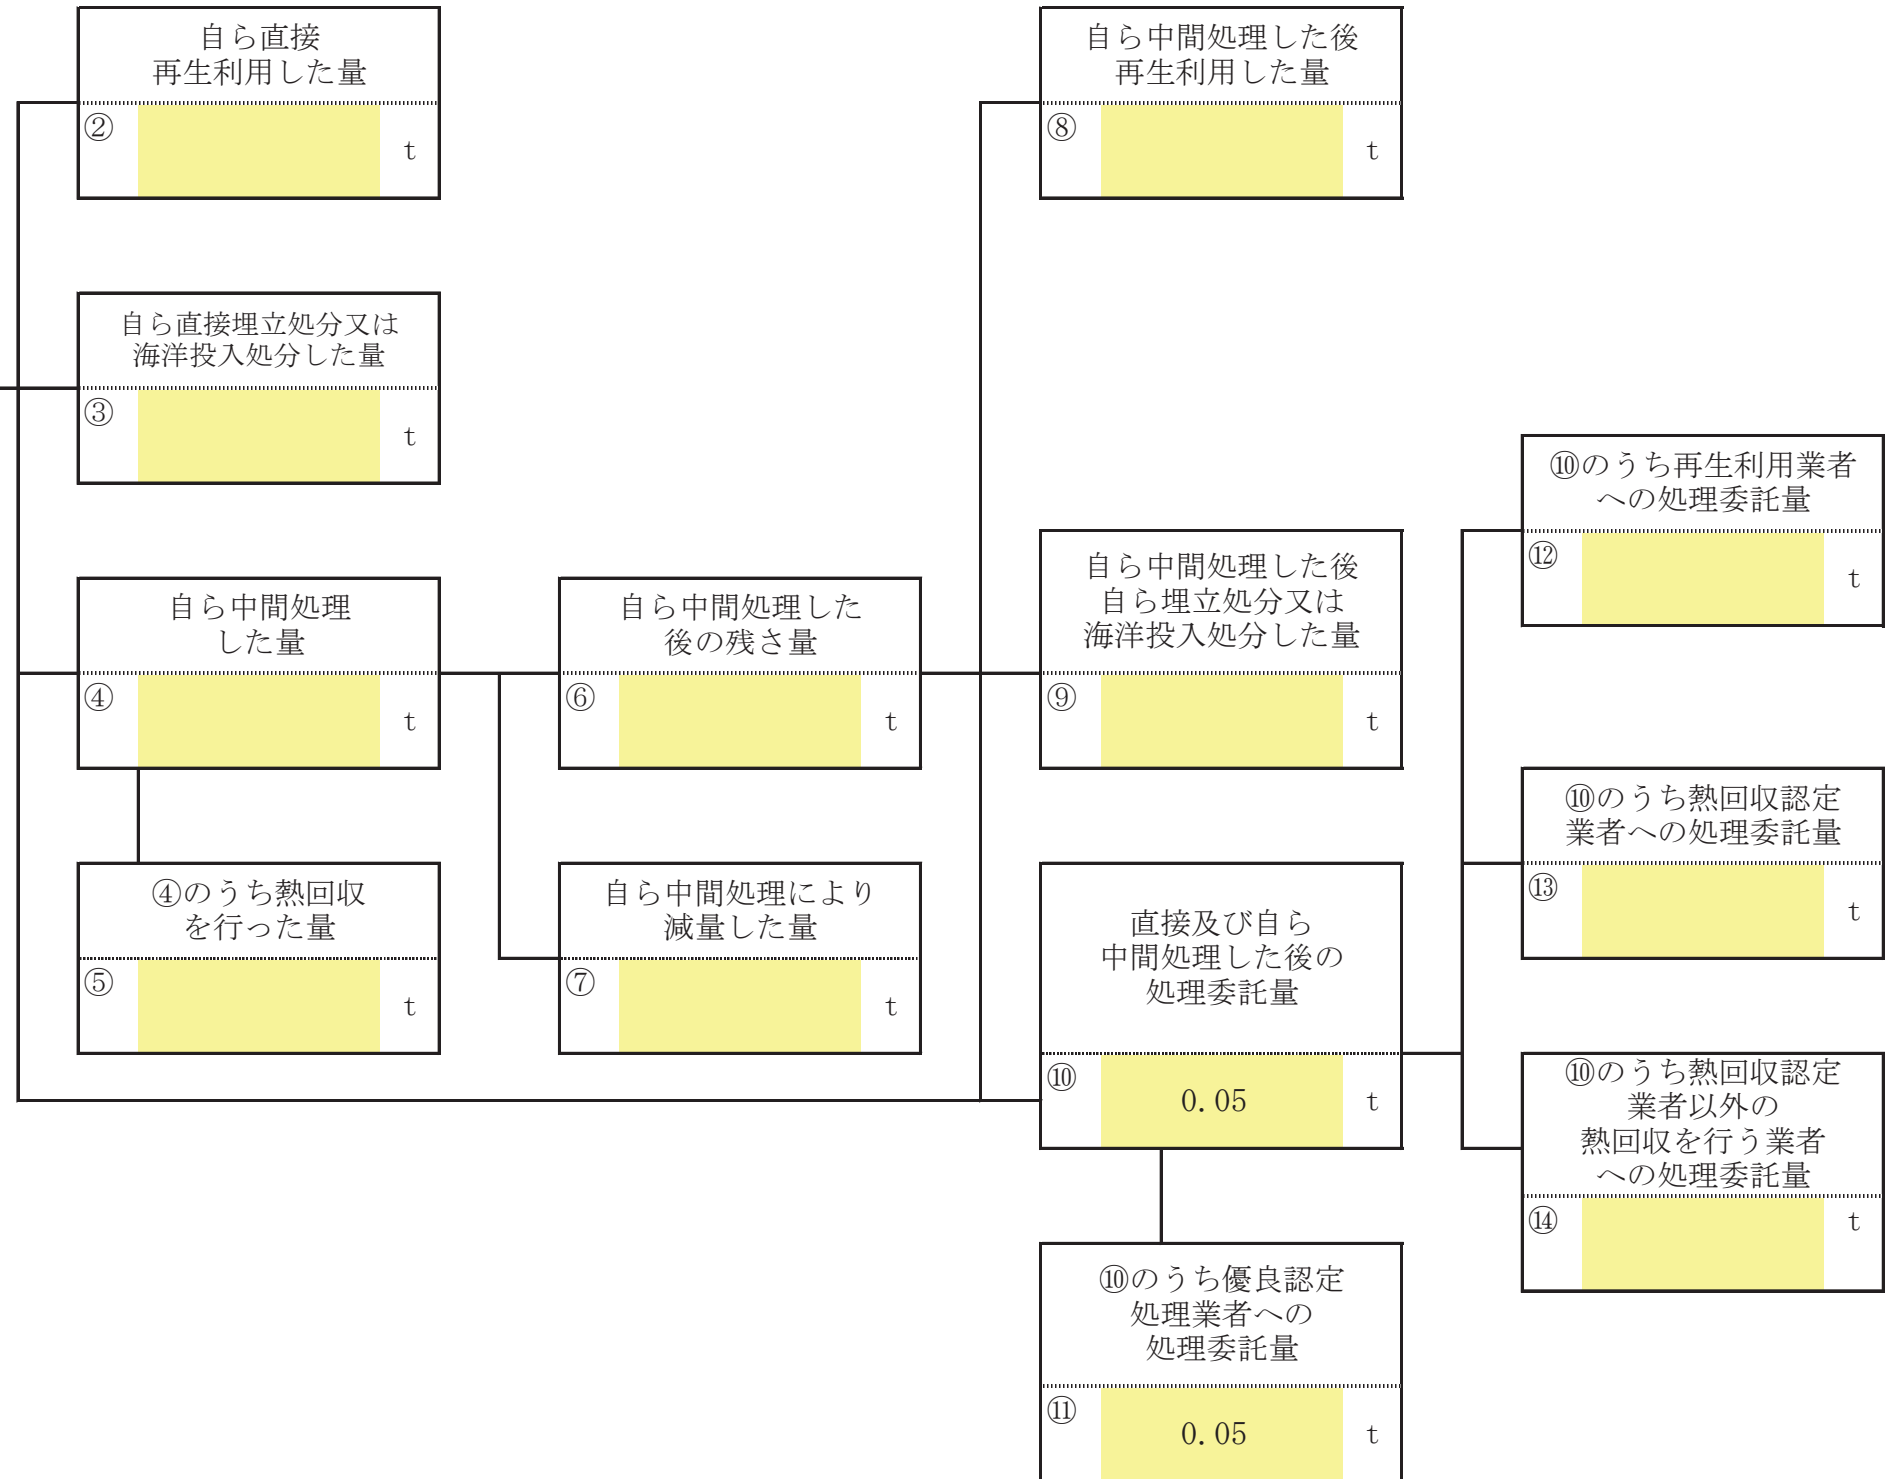 自ら直接
再生利用した量
②
t
自ら中間処理した後
再生利用した量
⑧
t
自ら直接埋立処分又は
海洋投入処分した量
③
t
⑩のうち再生利用業者
への処理委託量
⑫
t
自ら中間処理
した量
④
t
自ら中間処理した
後の残さ量
⑥
t
自ら中間処理した後
自ら埋立処分又は
海洋投入処分した量
⑨
t
⑩のうち熱回収認定
業者への処理委託量
⑬
t
④のうち熱回収
を行った量
⑤
t
自ら中間処理により
減量した量
⑦
t
直接及び自ら
中間処理した後の
処理委託量
⑩ 0.05 t
⑩のうち熱回収認定
業者以外の
熱回収を行う業者
への処理委託量
⑭
t
⑩のうち優良認定
処理業者への
処理委託量
⑪ 0.05 t